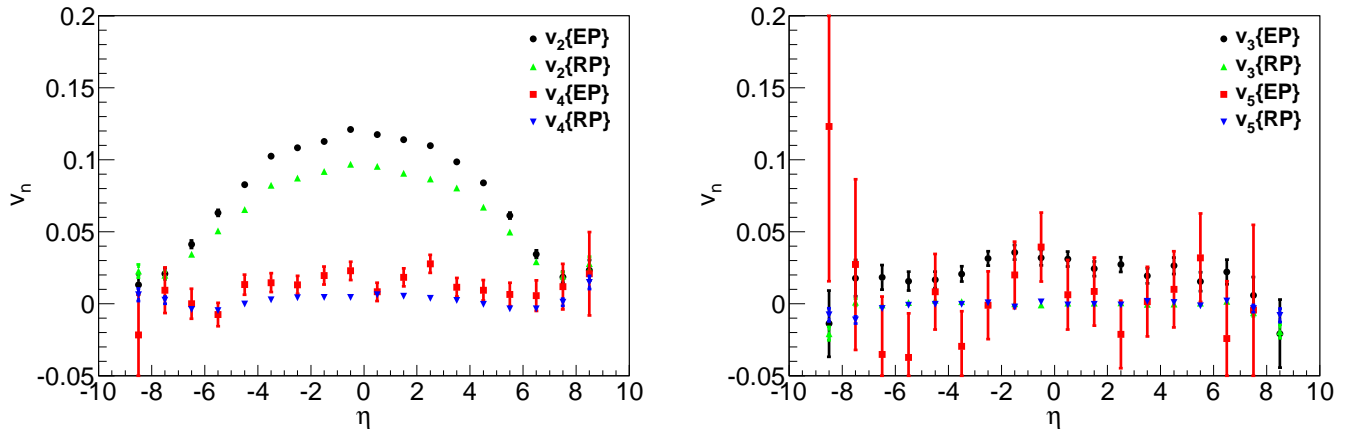 0.2
0.15
0.1
0.05
0
-0.05
v_n
-10 -8 -6 -4 -2 0 2 4 6 8 10
η
v_2{EP}
v_2{RP}
v_4{EP}
v_4{RP}
0.2
0.15
0.1
0.05
0
-0.05
v_n
-10 -8 -6 -4 -2 0 2 4 6 8 10
η
v_3{EP}
v_3{RP}
v_5{EP}
v_5{RP}